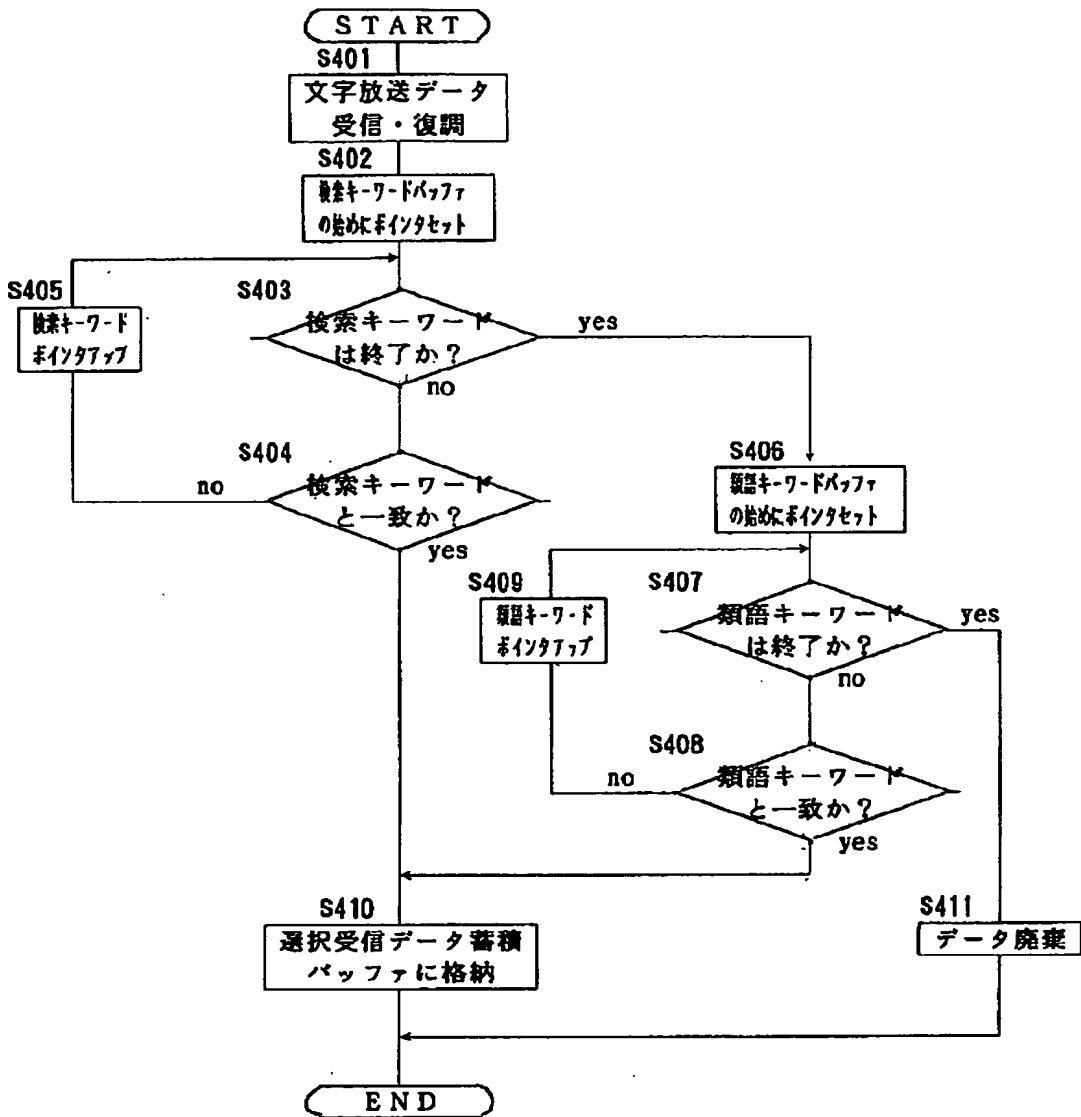 START
S401
文字放送データ
受信・復調
S402
検索キーワードバッファ
の始めにポインタセット
S405
検索キーワード
ポインタアップ
S403
検索キーワード
は終了か？
yes
no
S404
検索キーワード
と一致か？
no
yes
S406
類語キーワードバッファ
の始めにポインタセット
S409
類語キーワード
ポインタアップ
S407
類語キーワード
は終了か？
yes
no
S408
類語キーワード
と一致か？
no
yes
S410
選択受信データ蓄積
バッファに格納
S411
データ廃棄
END